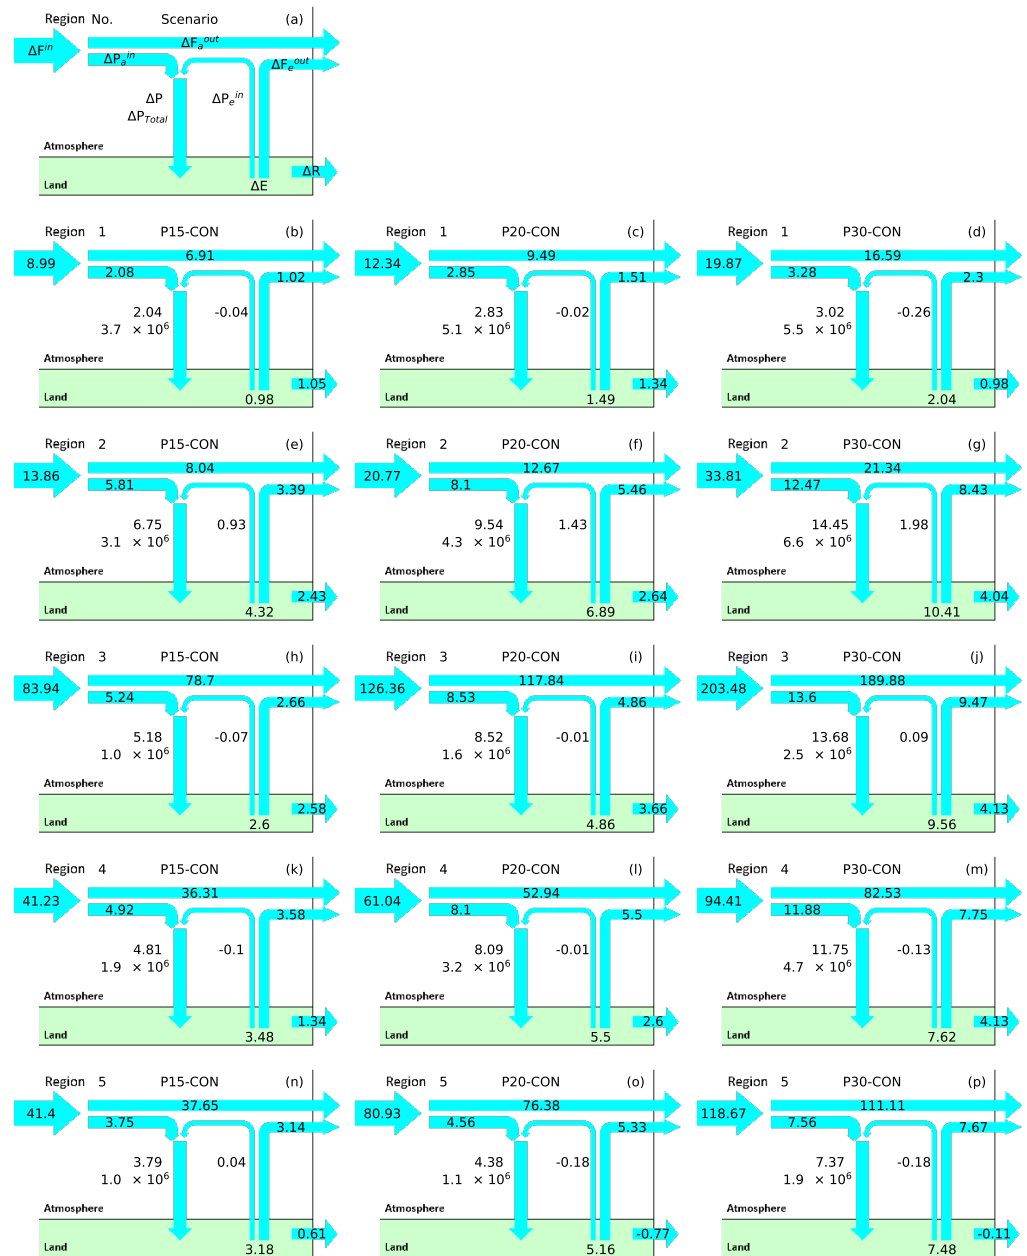 Region No. Scenario (a)
ΔF^in ΔF_a^out
ΔP_a^in ΔF_e^out
ΔP ΔP_e^in
ΔP_Total
Atmosphere
ΔR
Land ΔE
Region 1 P15-CON (b)
6.91
8.99 2.08 1.02
2.04 -0.04
3.7 × 10^6
Atmosphere
1.05
Land 0.98
Region 1 P20-CON (c)
9.49
12.34 2.85 1.51
2.83 -0.02
5.1 × 10^6
Atmosphere
1.34
Land 1.49
Region 1 P30-CON (d)
16.59
19.87 3.28 2.3
3.02 -0.26
5.5 × 10^6
Atmosphere
0.98
Land 2.04
Region 2 P15-CON (e)
8.04
13.86 5.81 3.39
6.75 0.93
3.1 × 10^6
Atmosphere
2.43
Land 4.32
Region 2 P20-CON (f)
12.67
20.77 8.1 5.46
9.54 1.43
4.3 × 10^6
Atmosphere
2.64
Land 6.89
Region 2 P30-CON (g)
21.34
33.81 12.47 8.43
14.45 1.98
6.6 × 10^6
Atmosphere
4.04
Land 10.41
Region 3 P15-CON (h)
78.7
83.94 5.24 2.66
5.18 -0.07
1.0 × 10^6
Atmosphere
2.58
Land 2.6
Region 3 P20-CON (i)
117.84
126.36 8.53 4.86
8.52 -0.01
1.6 × 10^6
Atmosphere
3.66
Land 4.86
Region 3 P30-CON (j)
189.88
203.48 13.6 9.47
13.68 0.09
2.5 × 10^6
Atmosphere
4.13
Land 9.56
Region 4 P15-CON (k)
36.31
41.23 4.92 3.58
4.81 -0.1
1.9 × 10^6
Atmosphere
1.34
Land 3.48
Region 4 P20-CON (l)
52.94
61.04 8.1 5.5
8.09 -0.01
3.2 × 10^6
Atmosphere
2.6
Land 5.5
Region 4 P30-CON (m)
82.53
94.41 11.88 7.75
11.75 -0.13
4.7 × 10^6
Atmosphere
4.13
Land 7.62
Region 5 P15-CON (n)
37.65
41.4 3.75 3.14
3.79 0.04
1.0 × 10^6
Atmosphere
0.61
Land 3.18
Region 5 P20-CON (o)
76.38
80.93 4.56 5.33
4.38 -0.18
1.1 × 10^6
Atmosphere
-0.77
Land 5.16
Region 5 P30-CON (p)
111.11
118.67 7.56 7.67
7.37 -0.18
1.9 × 10^6
Atmosphere
-0.11
Land 7.48